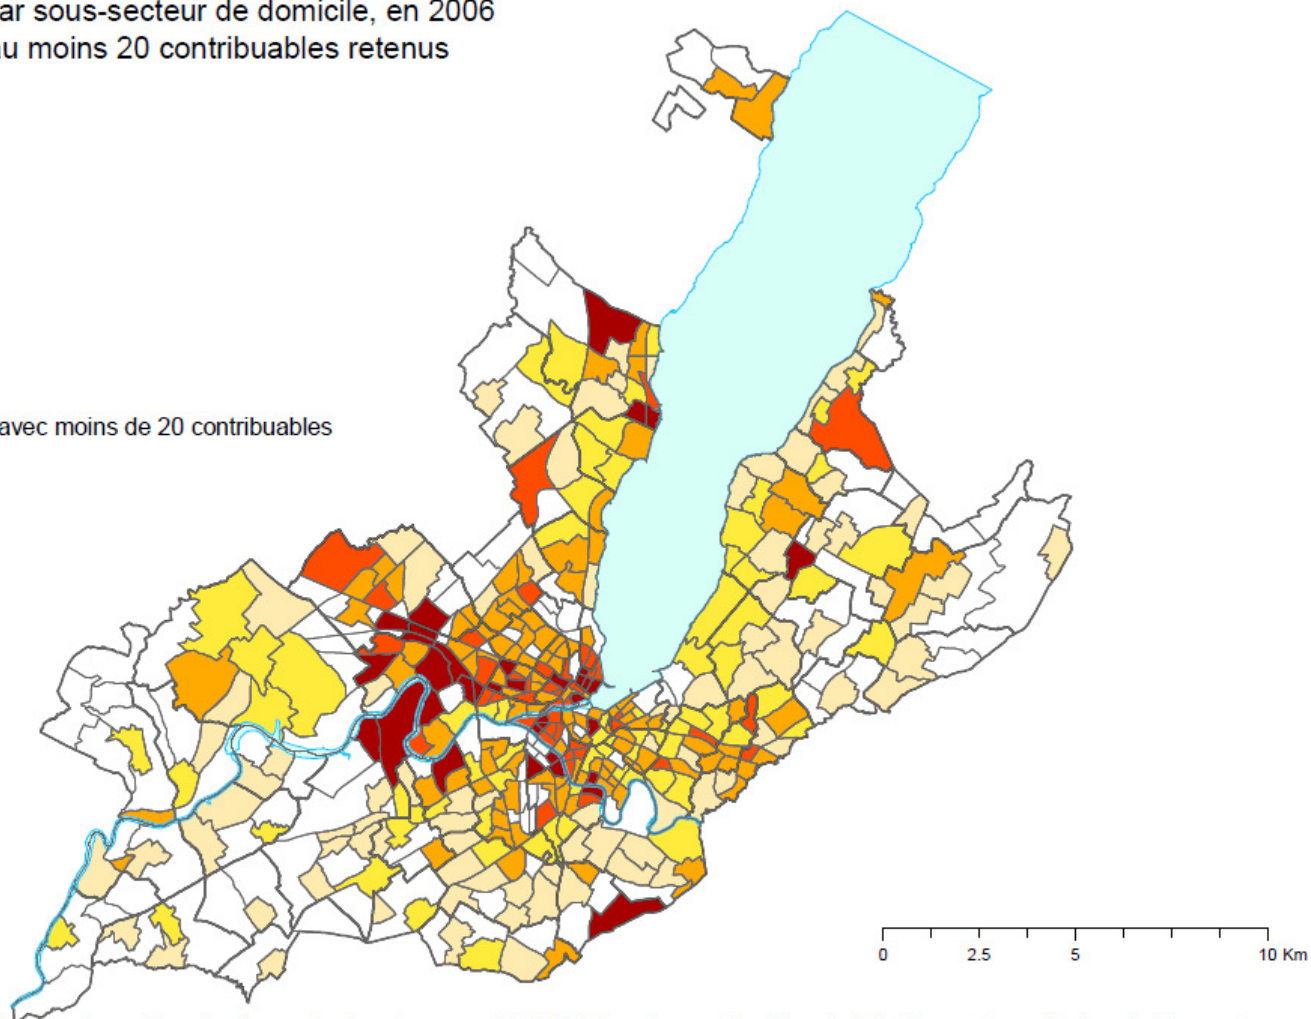 ar sous-secteur de domicile, en 2006
au moins 20 contribuables retenus
avec moins de 20 contribuables
0 2.5 5 10 Km